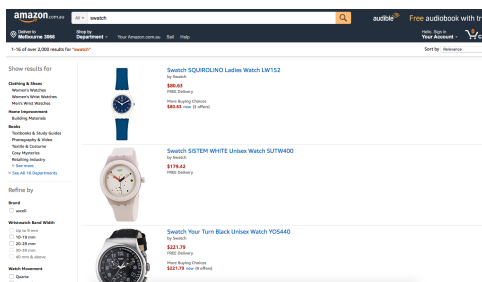 amazon.com.au
All
swatch
audible
Free audiobook with tr
Deliver to
Melbourne 3066
Shop by
Department
Your Amazon.com.au
Sell
Help
Hello. Sign in
Your Account
0
C
1-16 of over 2,000 results for "swatch"
Sort by
Relevance
Show results for
Clothing & Shoes
Women's Watches
Women's Wrist Watches
Men's Wrist Watches
Home Improvement
Building Materials
Books
Textbooks & Study Guides
Photography & Video
Textile & Costume
Cosy Mysteries
Retailing Industry
See more
See All 16 Departments
Refine by
Brand
axcell
Wristwatch Band Width
Up to 9 mm
10-19 mm
20-29 mm
30-39 mm
40 mm & above
Watch Movement
Quartz
Swatch SQUIROLINO Ladies Watch LW152
by Swatch
$80.63
FREE Delivery
More Buying Choices
$80.63 new (5 offers)
Swatch SISTEM WHITE Unisex Watch SUTW400
by Swatch
$179.42
FREE Delivery
Swatch Your Turn Black Unisex Watch YOS440
by Swatch
$221.79
FREE Delivery
More Buying Choices
$221.79 new (6 offers)